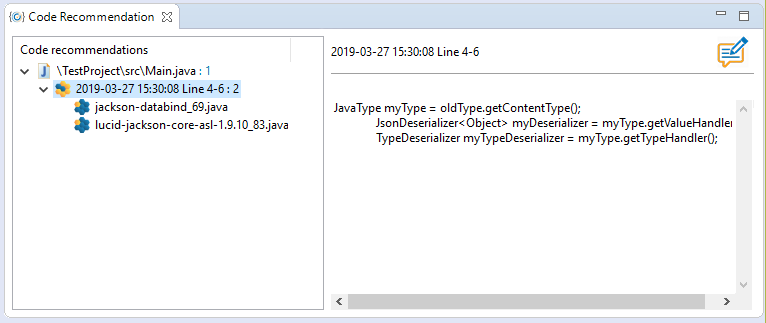 Code Recommendation
Code recommendations
\TestProject\src\Main.java : 1
2019-03-27 15:30:08 Line 4-6 : 2
jackson-databind_69.java
lucid-jackson-core-asl-1.9.10_83.java
2019-03-27 15:30:08 Line 4-6
JavaType myType = oldType.getContentType();
JsonDeserializer<Object> myDeserializer = myType.getValueHandler
TypeDeserializer myTypeDeserializer = myType.getTypeHandler();